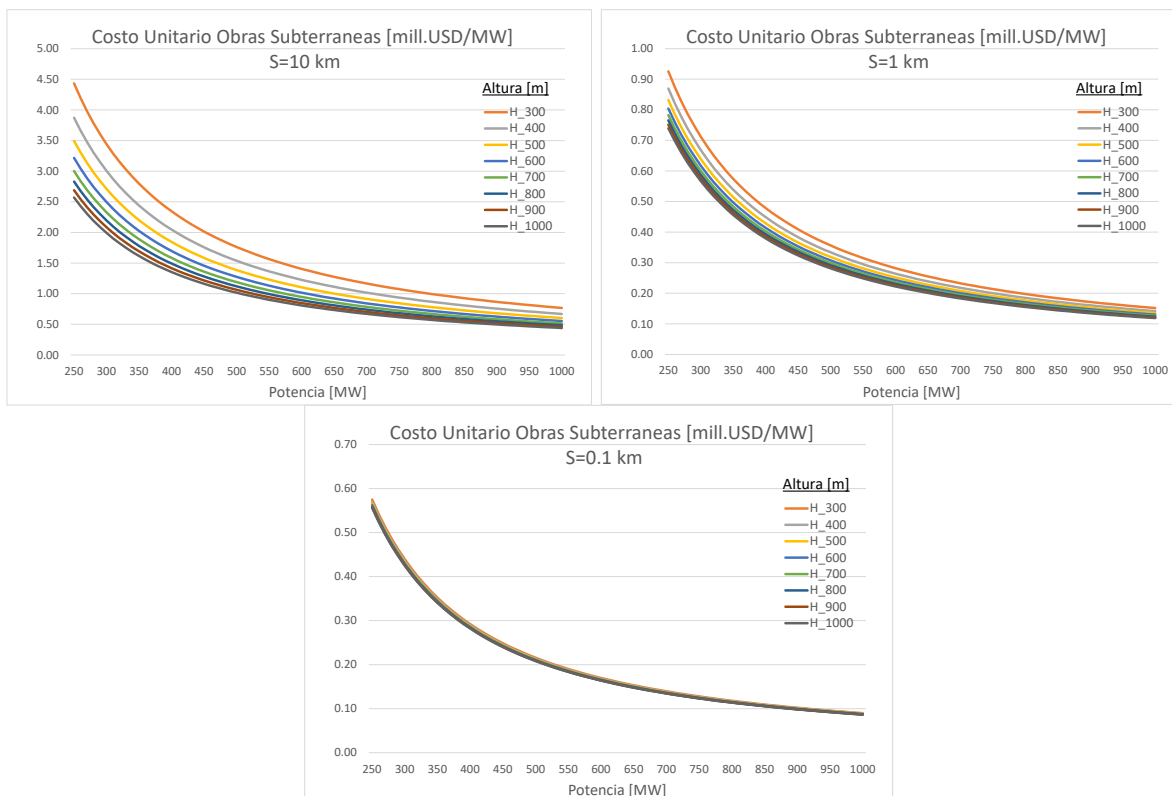 Costo Unitario Obras Subterraneas [mill.USD/MW]
S=10 km
5.00
4.50
4.00
3.50
3.00
2.50
2.00
1.50
1.00
0.50
0.00
Altura [m]
H_300
H_400
H_500
H_600
H_700
H_800
H_900
H_1000
250 300 350 400 450 500 550 600 650 700 750 800 850 900 950 1000
Potencia [MW]
Costo Unitario Obras Subterraneas [mill.USD/MW]
S=1 km
1.00
0.90
0.80
0.70
0.60
0.50
0.40
0.30
0.20
0.10
0.00
Altura [m]
H_300
H_400
H_500
H_600
H_700
H_800
H_900
H_1000
250 300 350 400 450 500 550 600 650 700 750 800 850 900 950 1000
Potencia [MW]
Costo Unitario Obras Subterraneas [mill.USD/MW]
S=0.1 km
0.70
0.60
0.50
0.40
0.30
0.20
0.10
0.00
Altura [m]
H_300
H_400
H_500
H_600
H_700
H_800
H_900
H_1000
250 300 350 400 450 500 550 600 650 700 750 800 850 900 950 1000
Potencia [MW]